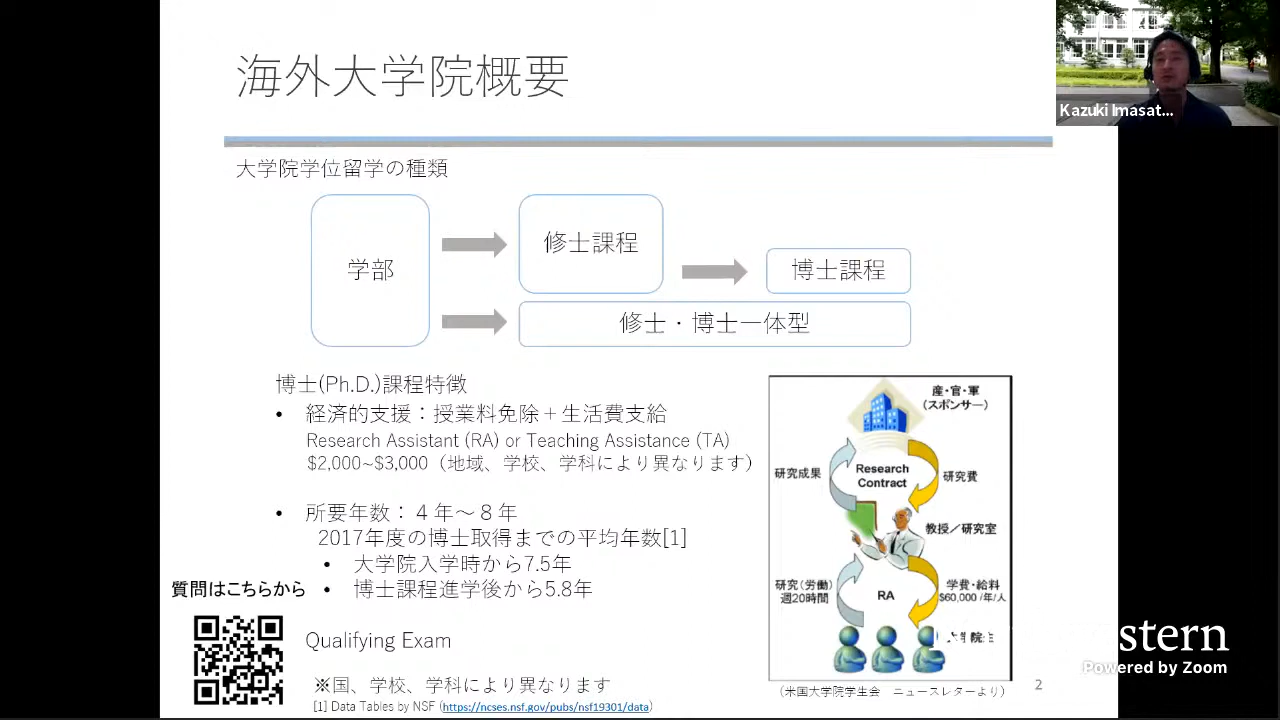 海外大学院概要
Kazuki Imasat...
大学院学位留学の種類
学部
修士課程
博士課程
修士・博士一体型
博士(Ph.D.)課程特徴
• 経済的支援：授業料免除＋生活費支給
Research Assistant (RA) or Teaching Assistance (TA)
$2,000~$3,000（地域、学校、学科により異なります）
• 所要年数：４年～８年
2017年度の博士取得までの平均年数[1]
• 大学院入学時から7.5年
• 博士課程進学後から5.8年
質問はこちらから
Qualifying Exam
※国、学校、学科により異なります
[1] Data Tables by NSF (https://ncses.nsf.gov/pubs/nsf19301/data)
産・官・軍
（スポンサー）
研究成果
Research
Contract
研究費
教授／研究室
研究(労働)
週20時間
RA
学費・給料
$60,000 /年/人
院生
（米国大学院学生会　ニュースレターより）
2
stern
Powered by Zoom